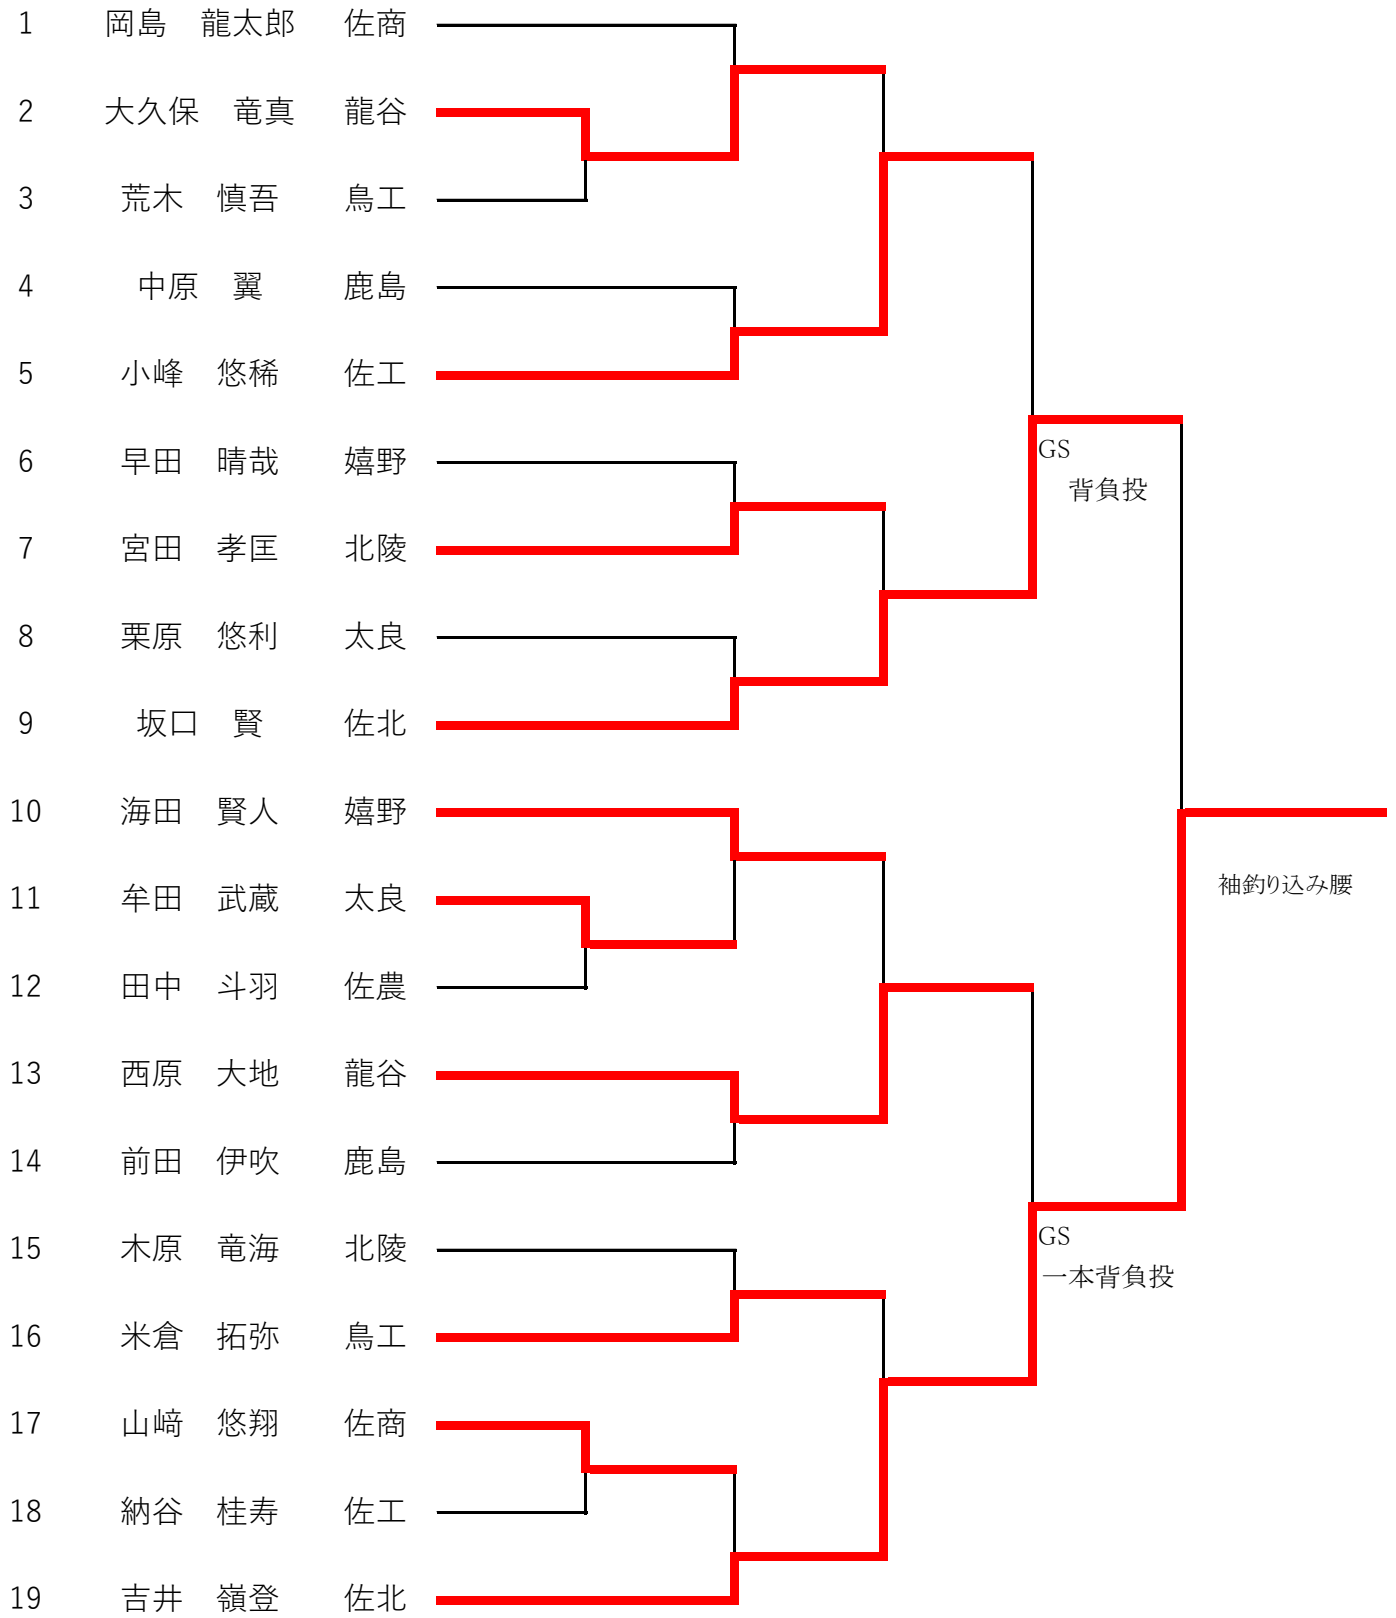 1 岡島 龍太郎 佐商
2 大久保 竜真 龍谷
3 荒木 慎吾 鳥工
4 中原 翼 鹿島
5 小峰 悠稀 佐工
6 早田 晴哉 嬉野
GS
背負投
7 宮田 孝匡 北陵
8 栗原 悠利 太良
9 坂口 賢 佐北
10 海田 賢人 嬉野
袖釣り込み腰
11 牟田 武蔵 太良
12 田中 斗羽 佐農
13 西原 大地 龍谷
14 前田 伊吹 鹿島
15 木原 竜海 北陵
GS
一本背負投
16 米倉 拓弥 鳥工
17 山﨑 悠翔 佐商
18 納谷 桂寿 佐工
19 吉井 嶺登 佐北